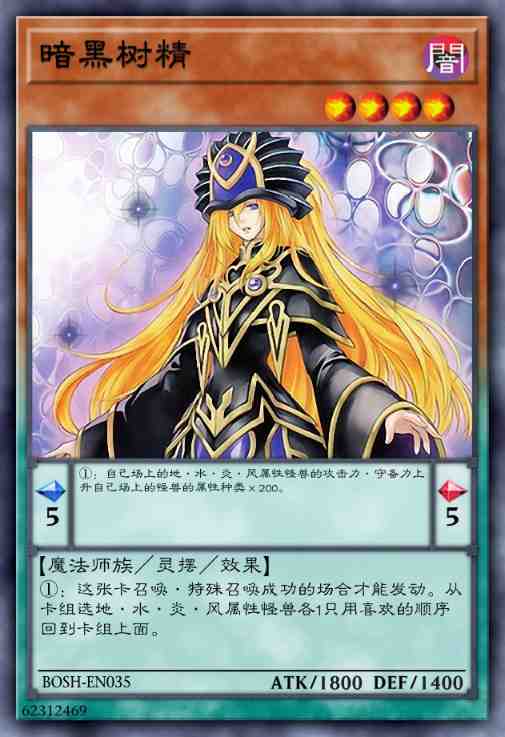 暗黑树精
闇
①：自己场上的地·水·炎·风属性怪兽的攻击力·守备力上
升自己场上的怪兽的属性种类×200。
5
5
【魔法师族／灵摆／效果】
①：这张卡召唤·特殊召唤成功的场合才能发动。从
卡组选地·水·炎·风属性怪兽各1只用喜欢的顺序
回到卡组上面。
BOSH-EN035
ATK/1800 DEF/1400
62312469